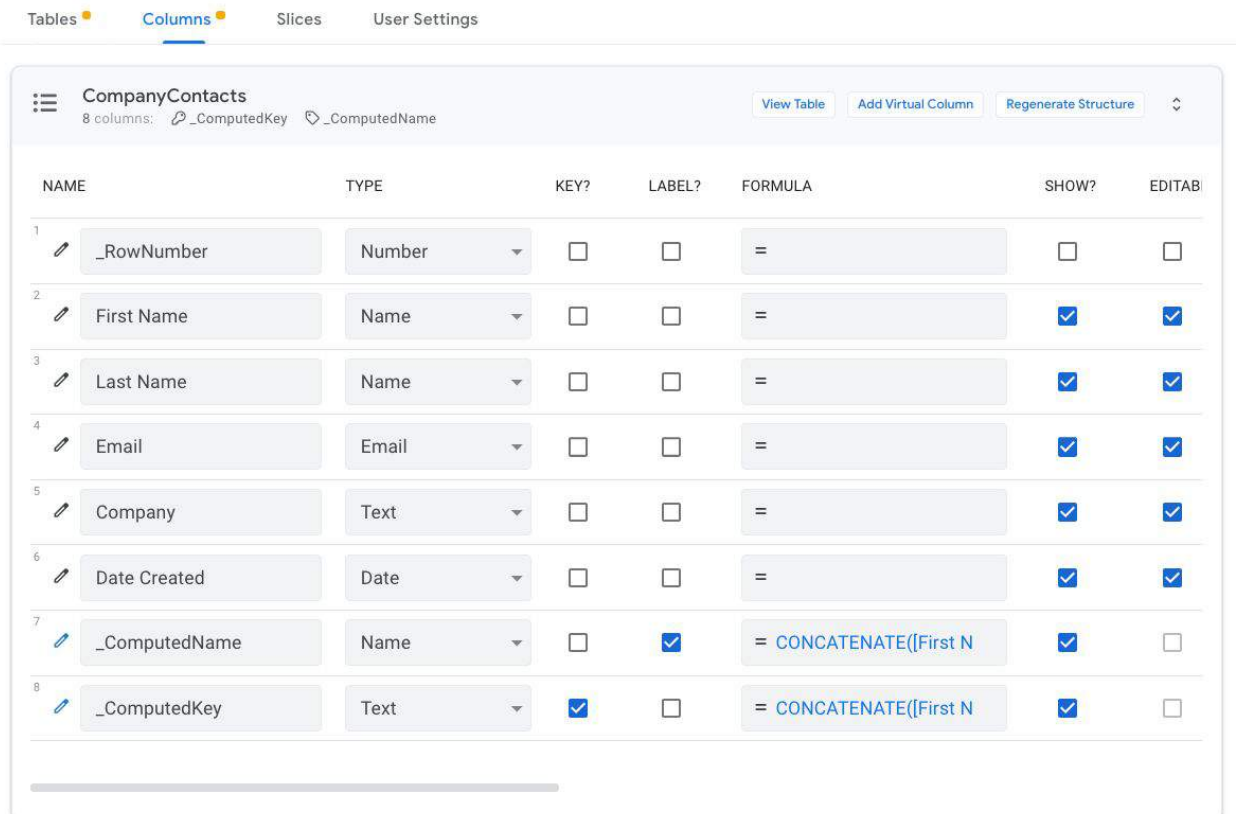 Tables Columns Slices User Settings
CompanyContacts
View Table Add Virtual Column Regenerate Structure
8 columns: _ComputedKey _ComputedName
NAME TYPE KEY? LABEL? FORMULA SHOW? EDITAB
1 _RowNumber Number =
2 First Name Name =
3 Last Name Name =
4 Email Email =
5 Company Text =
6 Date Created Date =
7 _ComputedName Name = CONCATENATE([First N
8 _ComputedKey Text = CONCATENATE([First N